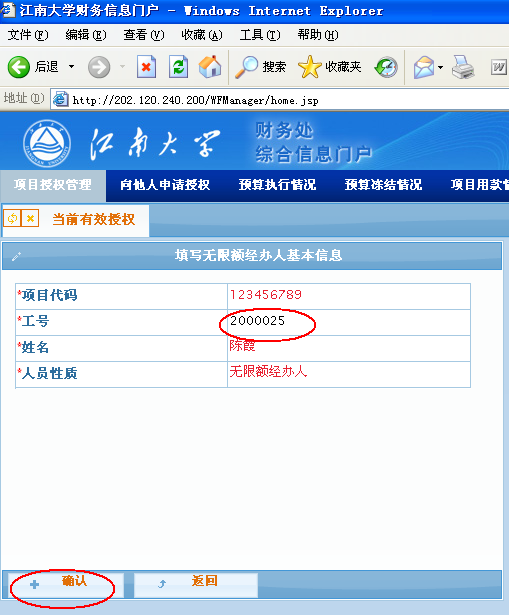 江南大学财务信息门户 - Windows Internet Explorer
文件(F) 编辑(E) 查看(V) 收藏(A) 工具(T) 帮助(H)
后退 搜索 收藏夹
地址(D) http://202.120.240.200/WFManager/home.jsp
江南大学 财务处
综合信息门户
项目授权管理 向他人申请授权 预算执行情况 预算冻结情况 项目用款情
当前有效授权
填写无限额经办人基本信息
*项目代码 123456789
*工号 2000025
*姓名 陈霞
*人员性质 无限额经办人
确认 返回